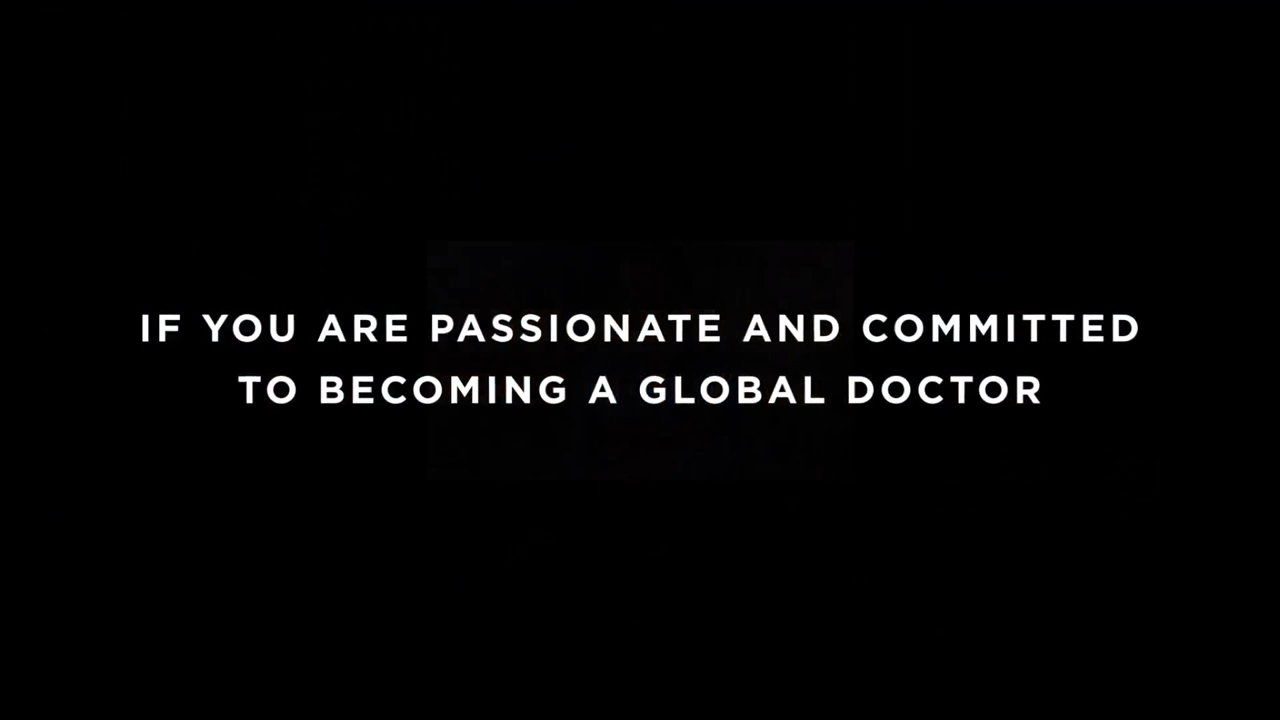 IF YOU ARE PASSIONATE AND COMMITTED
TO BECOMING A GLOBAL DOCTOR